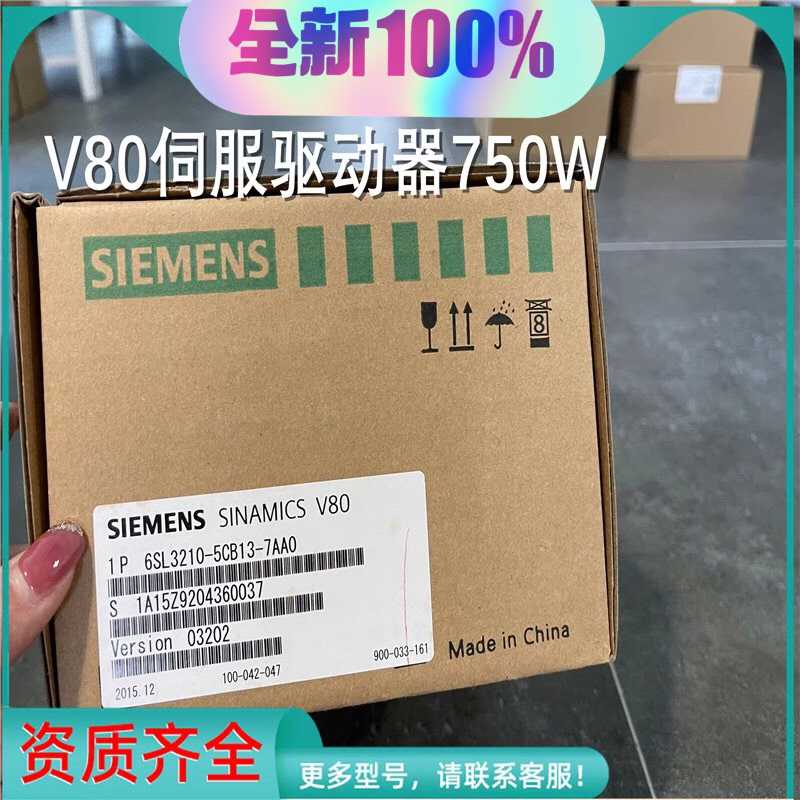 全新100%
V80伺服驱动器750W
SIEMENS
8
SIEMENS SINAMICS V80
1P 6SL3210-5CB13-7AA0
S 1A15Z9204360037
Version 03202
2015.12 100-042-047 900-033-161
Made in China
资质齐全
更多型号，请联系客服！